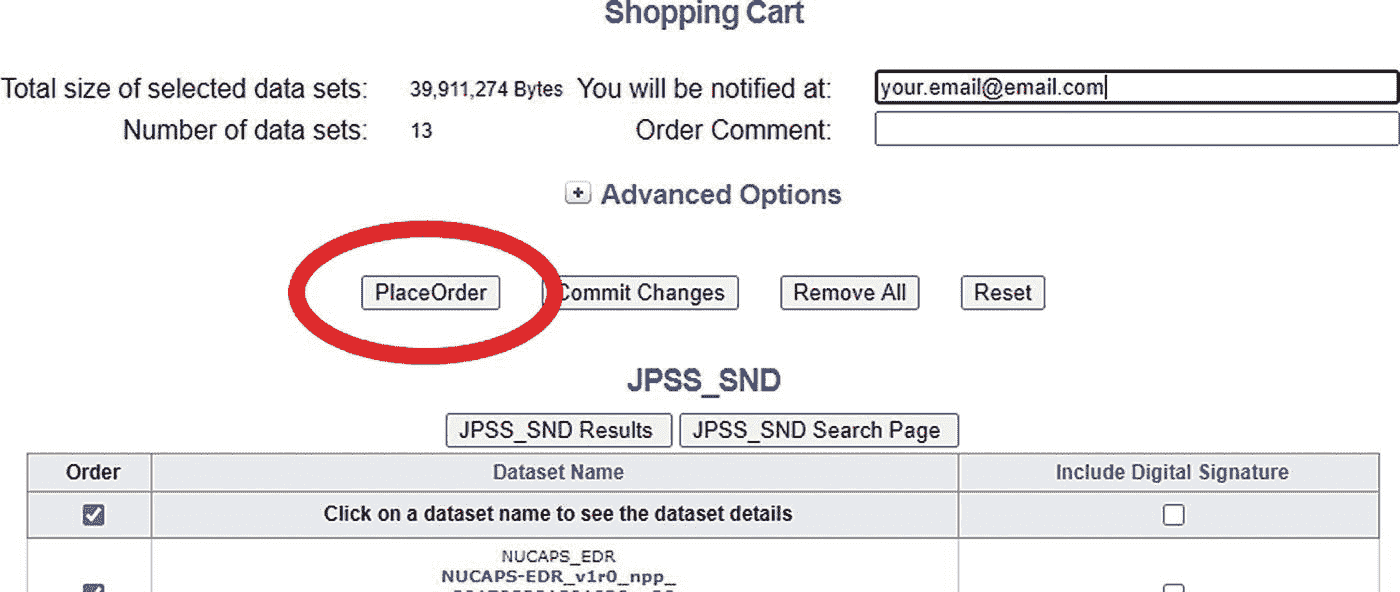 Shopping Cart
Total size of selected data sets: 39,911,274 Bytes You will be notified at: your.email@email.com
Number of data sets: 13 Order Comment:
+ Advanced Options
PlaceOrder Commit Changes Remove All Reset
JPSS_SND
JPSS_SND Results JPSS_SND Search Page
Order Dataset Name Include Digital Signature
Click on a dataset name to see the dataset details
NUCAPS_EDR
NUCAPS-EDR_v1r0_npp_